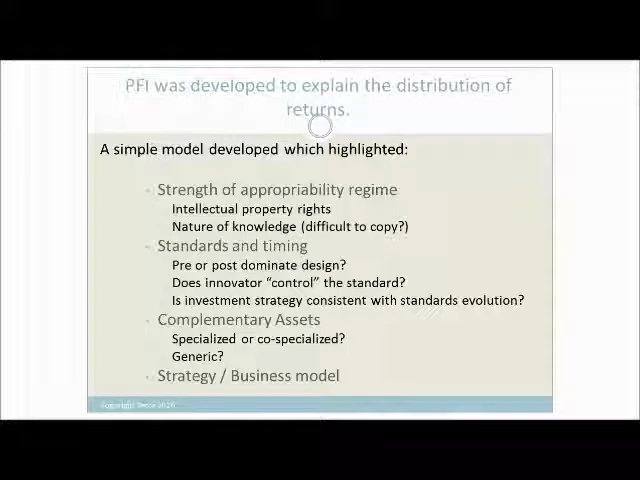 PFI was developed to explain the distribution of
returns.
A simple model developed which highlighted:
- Strength of appropriability regime
Intellectual property rights
Nature of knowledge (difficult to copy?)
- Standards and timing
Pre or post dominate design?
Does innovator “control” the standard?
Is investment strategy consistent with standards evolution?
- Complementary Assets
Specialized or co-specialized?
Generic?
- Strategy / Business model
Copyright Teece